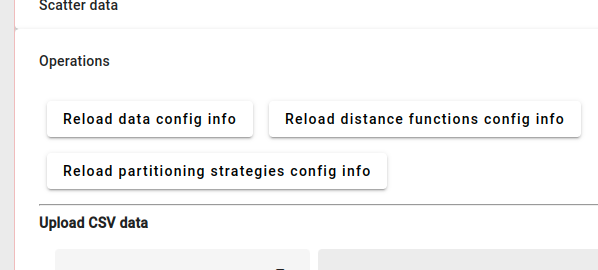 Scatter data
Operations
Reload data config info
Reload distance functions config info
Reload partitioning strategies config info
Upload CSV data